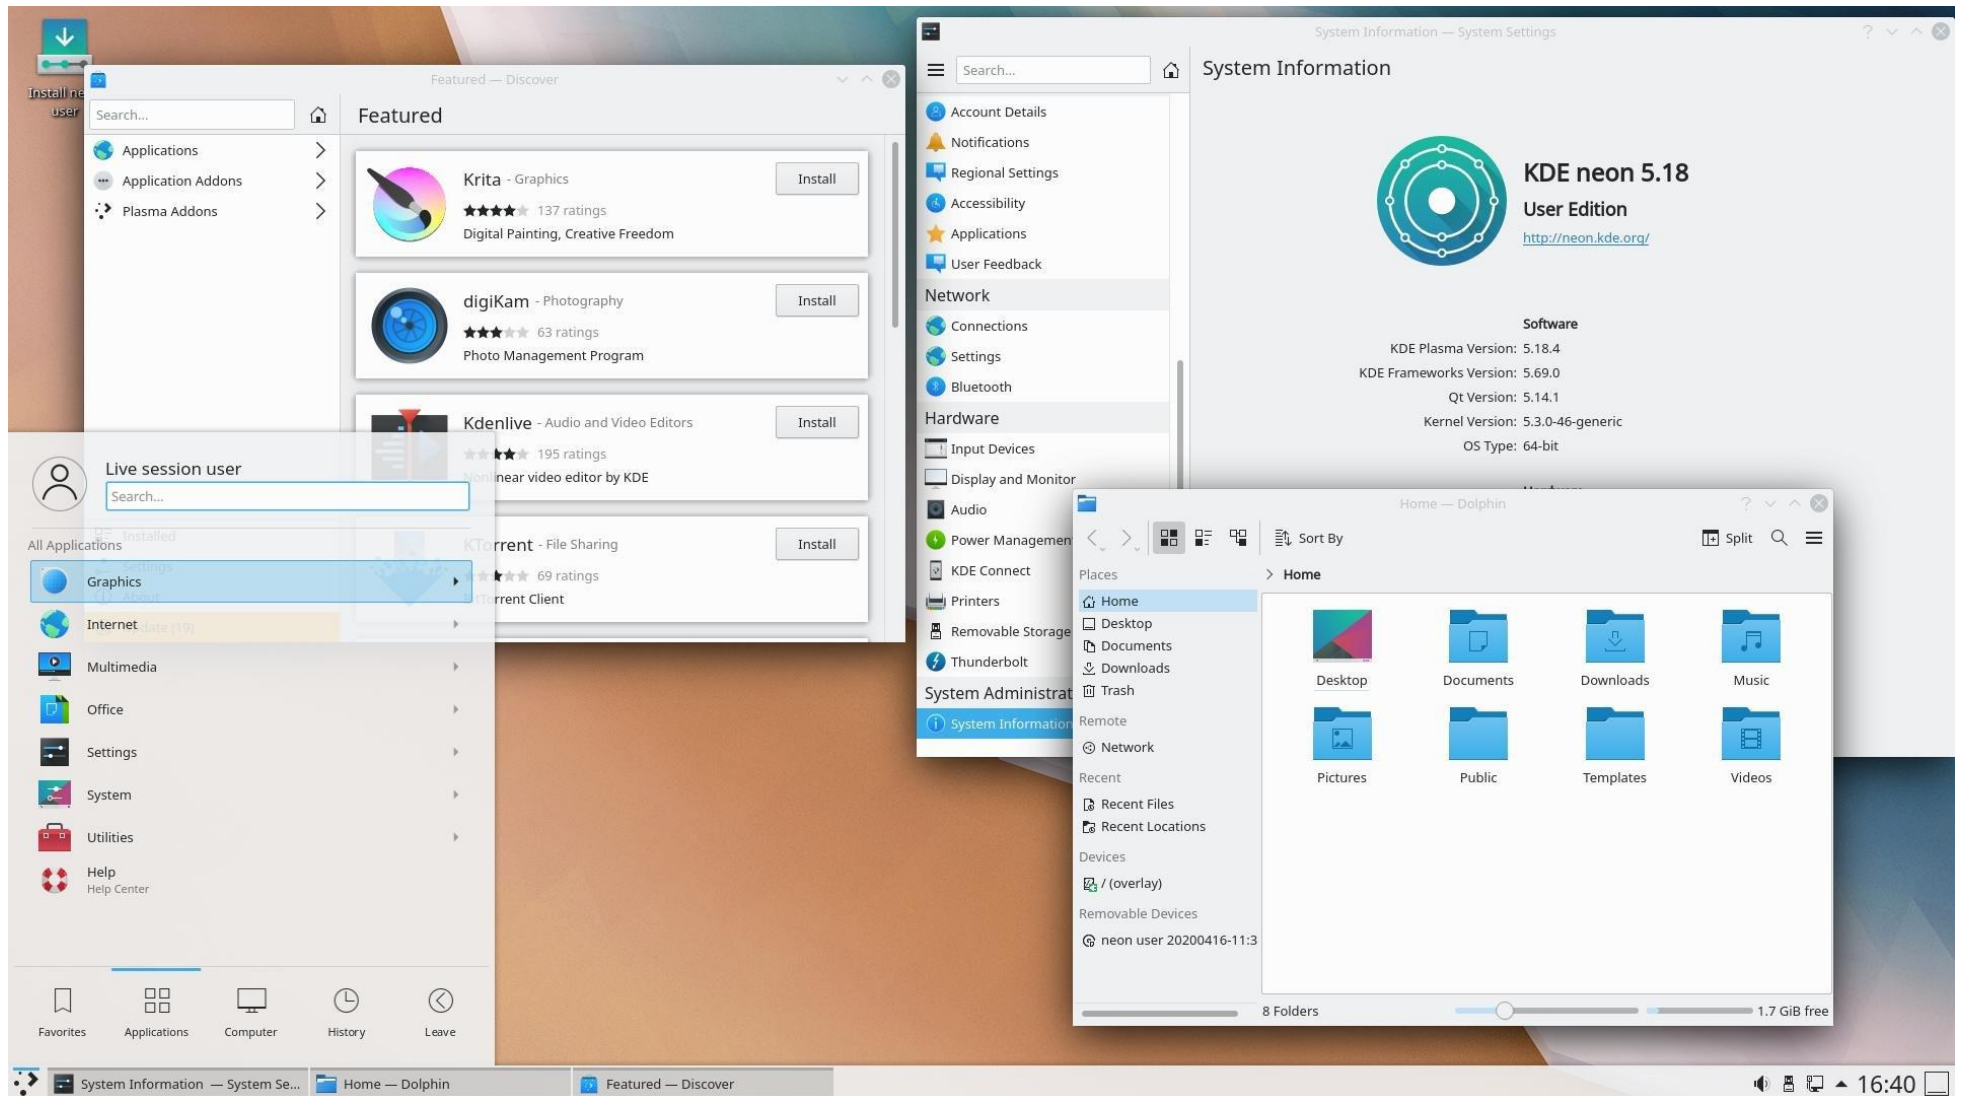 Install ne
user
Featured — Discover
Search...
Featured
Applications
Application Addons
Plasma Addons
Krita - Graphics
Install
137 ratings
Digital Painting, Creative Freedom
digiKam - Photography
Install
63 ratings
Photo Management Program
Kdenlive - Audio and Video Editors
Install
195 ratings
Nonlinear video editor by KDE
KTorrent - File Sharing
Install
69 ratings
rrent Client
Installed
Settings
About
Update (19)
Live session user
Search...
All Applications
Graphics
Internet
Multimedia
Office
Settings
System
Utilities
Help
Help Center
Favorites
Applications
Computer
History
Leave
System Information — System Settings
Search...
System Information
Account Details
Notifications
Regional Settings
Accessibility
Applications
User Feedback
Network
Connections
Settings
Bluetooth
Hardware
Input Devices
Display and Monitor
Audio
Power Managemen
KDE Connect
Printers
Removable Storage
Thunderbolt
System Administrat
System Information
KDE neon 5.18
User Edition
http://neon.kde.org/
Software
KDE Plasma Version: 5.18.4
KDE Frameworks Version: 5.69.0
Qt Version: 5.14.1
Kernel Version: 5.3.0-46-generic
OS Type: 64-bit
Home — Dolphin
Sort By
Split
Places
Home
Desktop
Documents
Downloads
Trash
Remote
Network
Recent
Recent Files
Recent Locations
Devices
/ (overlay)
Removable Devices
neon user 20200416-11:3
> Home
Desktop
Documents
Downloads
Music
Pictures
Public
Templates
Videos
8 Folders
1.7 GiB free
System Information — System Se...
Home — Dolphin
Featured — Discover
16:40